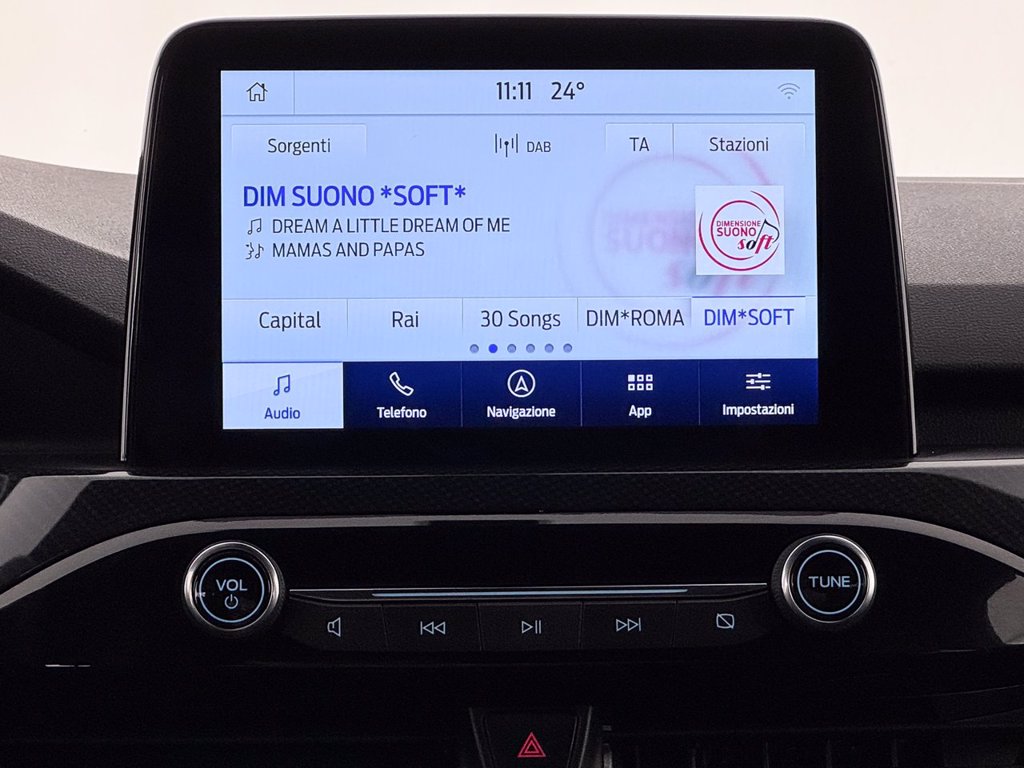 11:11 24°
Sorgenti
DAB
TA
Stazioni
DIM SUONO *SOFT*
DREAM A LITTLE DREAM OF ME
MAMAS AND PAPAS
DIMENSIONE
SUONO
soft
Capital
Rai
30 Songs
DIM*ROMA
DIM*SOFT
Audio
Telefono
Navigazione
App
Impostazioni
VOL
TUNE